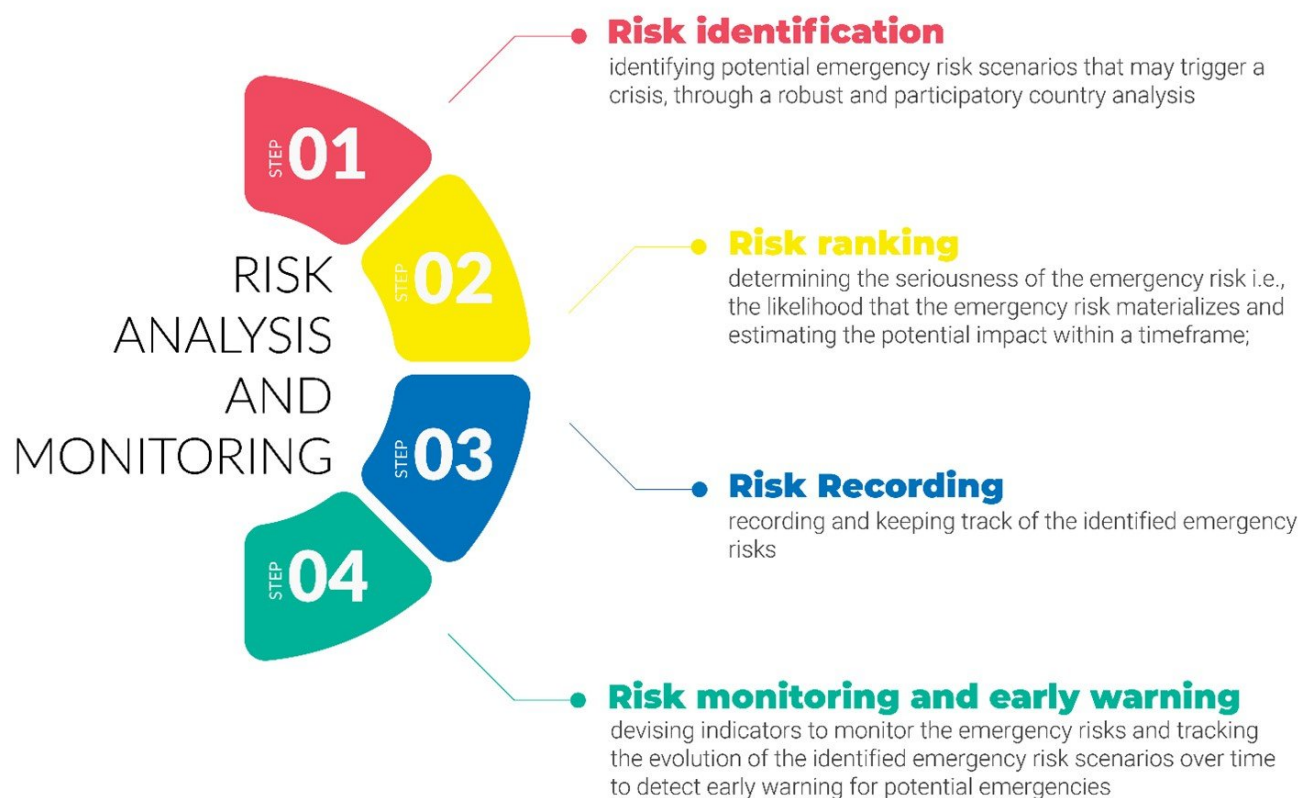 Risk identification
identifying potential emergency risk scenarios that may trigger a
crisis, through a robust and participatory country analysis
STEP 01
RISK
ANALYSIS
AND
MONITORING
STEP 02
Risk ranking
determining the seriousness of the emergency risk i.e.,
the likelihood that the emergency risk materializes and
estimating the potential impact within a timeframe;
STEP 03
Risk Recording
recording and keeping track of the identified emergency
risks
STEP 04
Risk monitoring and early warning
devising indicators to monitor the emergency risks and tracking
the evolution of the identified emergency risk scenarios over time
to detect early warning for potential emergencies